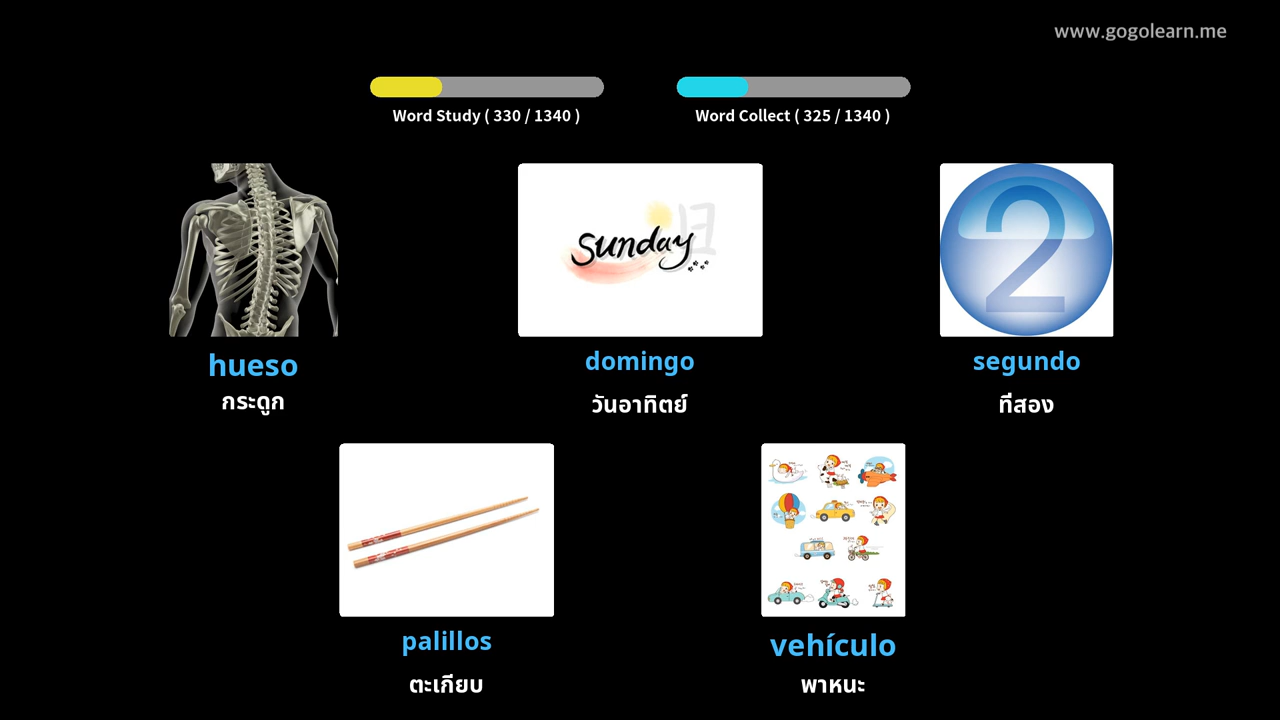 www.gogolearn.me
Word Study ( 330 / 1340 )
Word Collect ( 325 / 1340 )
Sunday
2
hueso
domingo
segundo
กระดูก
วันอาทิตย์
ที่สอง
palillos
vehículo
ตะเกียบ
พาหนะ